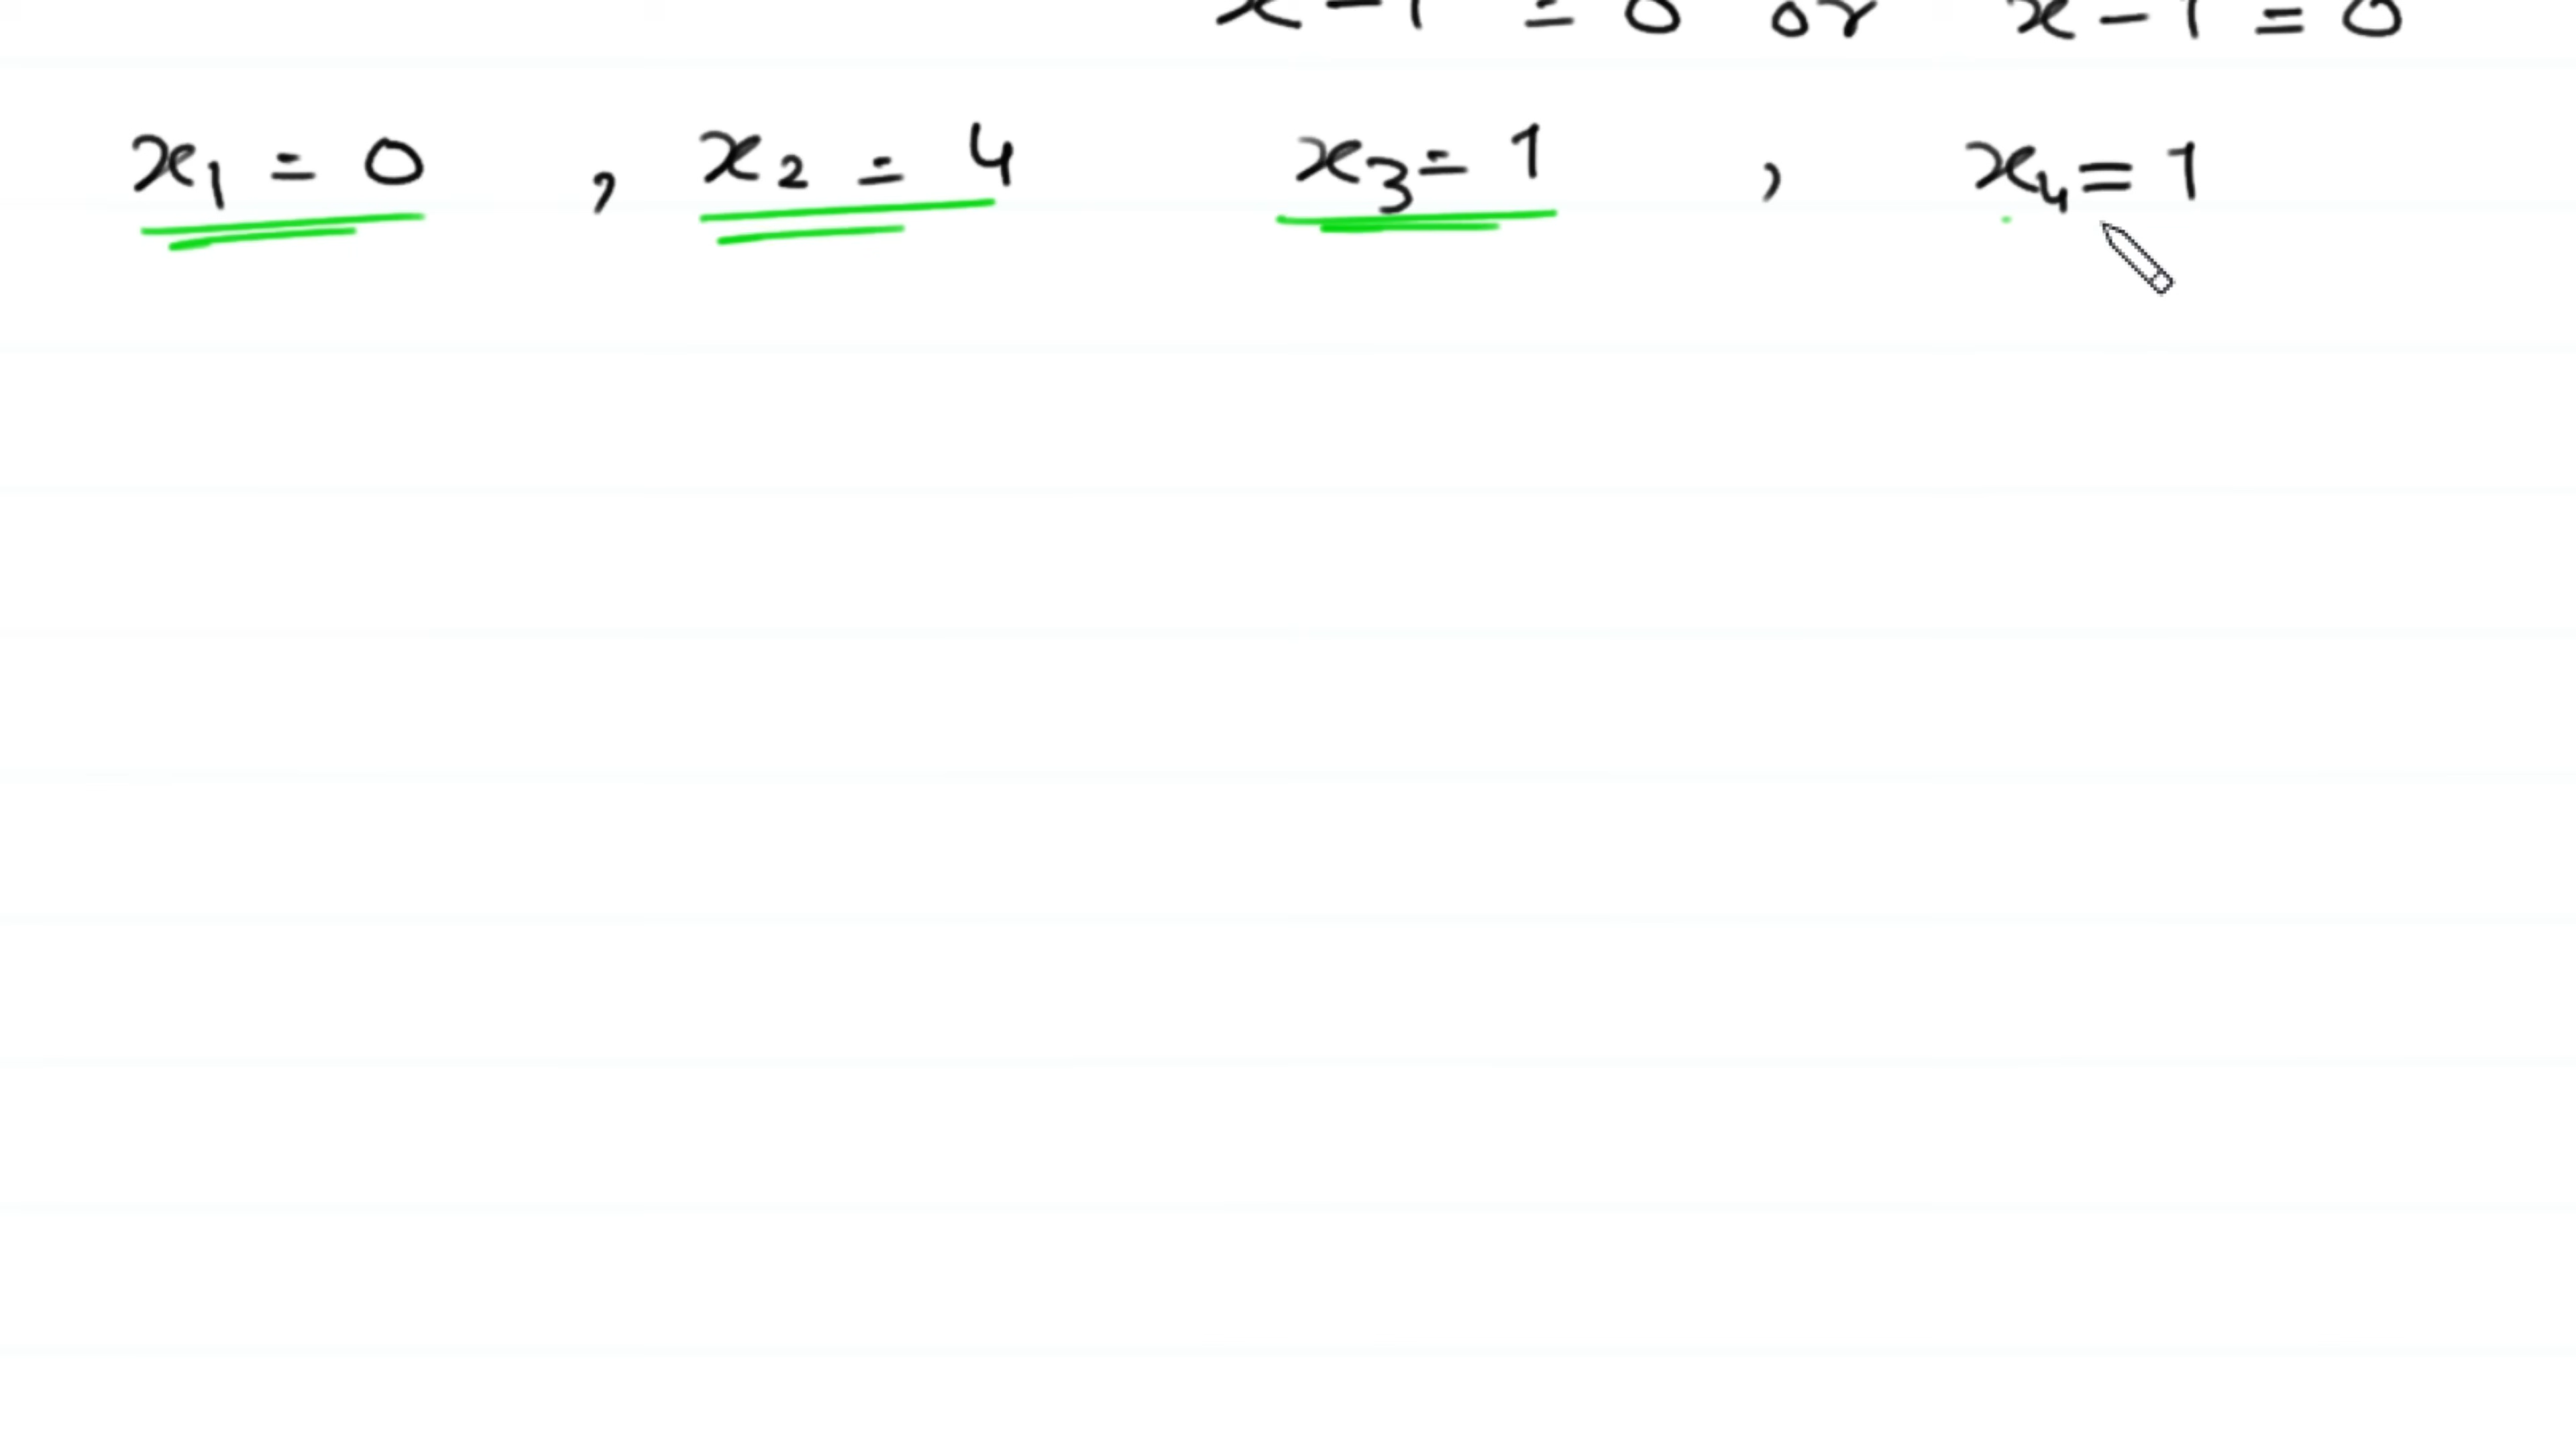 x - 1 = 0 or x - 1 = 0
x₁ = 0 , x₂ = 4 x₃ = 1 , x₄ = 1